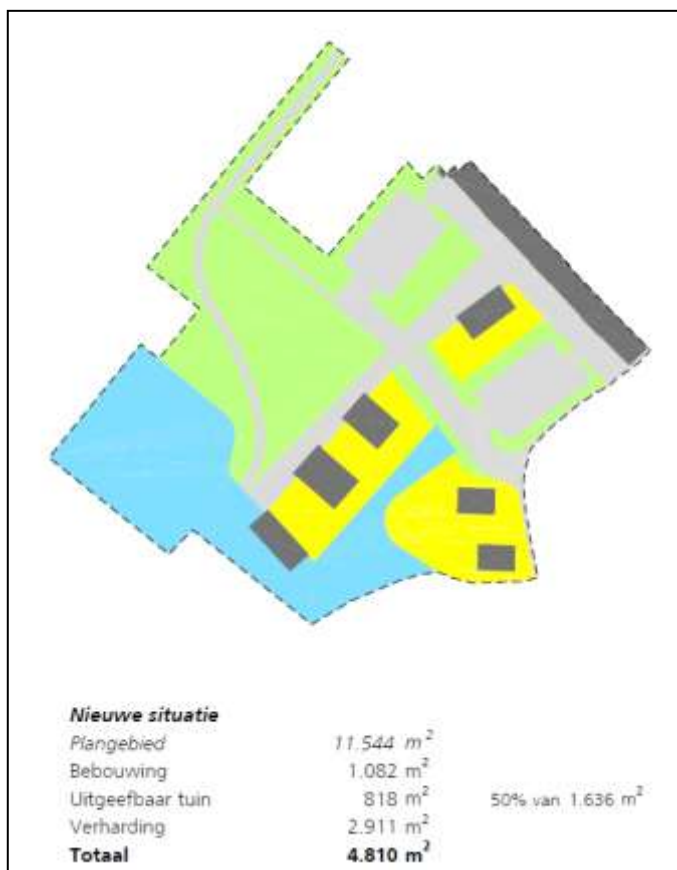 Nieuwe situatie
Plangebied 11.544 m²
Bebouwing 1.082 m²
Uitgeefbaar tuin 818 m² 50% van 1.636 m²
Verharding 2.911 m²
Totaal 4.810 m²